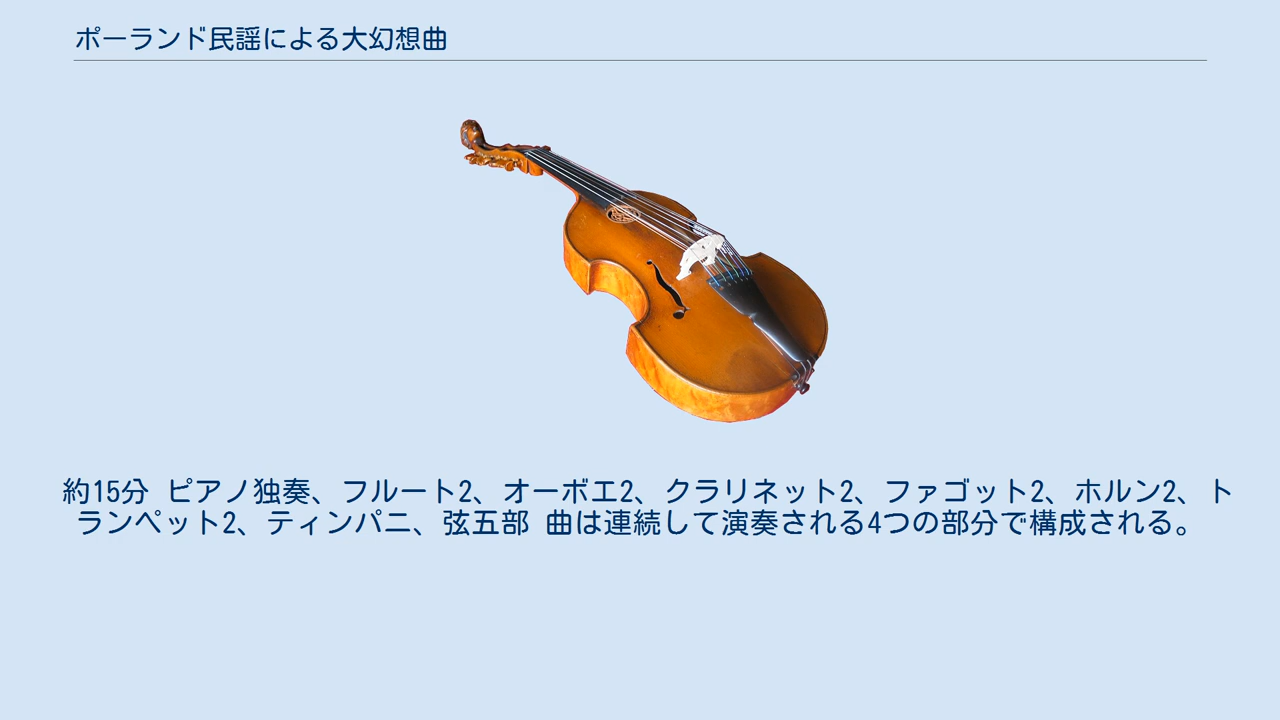 ポーランド民謡による大幻想曲
約15分 ピアノ独奏、フルート2、オーボエ2、クラリネット2、ファゴット2、ホルン2、ト
ランペット2、ティンパニ、弦五部 曲は連続して演奏される4つの部分で構成される。